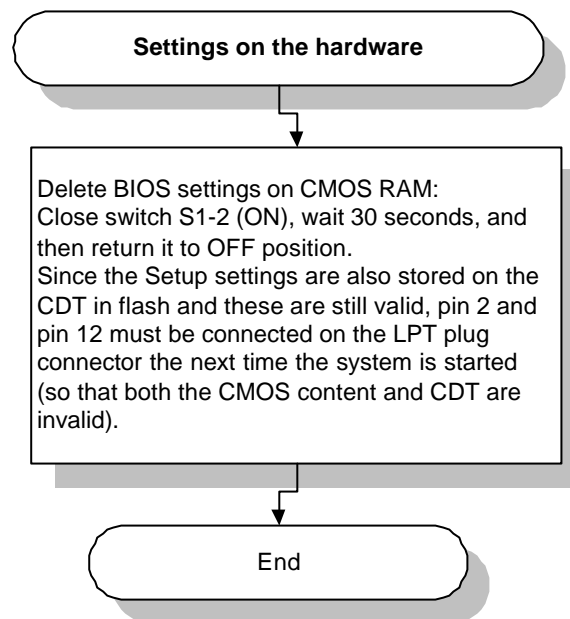 Settings on the hardware
Delete BIOS settings on CMOS RAM:
Close switch S1-2 (ON), wait 30 seconds, and
then return it to OFF position.
Since the Setup settings are also stored on the
CDT in flash and these are still valid, pin 2 and
pin 12 must be connected on the LPT plug
connector the next time the system is started
(so that both the CMOS content and CDT are
invalid).
End